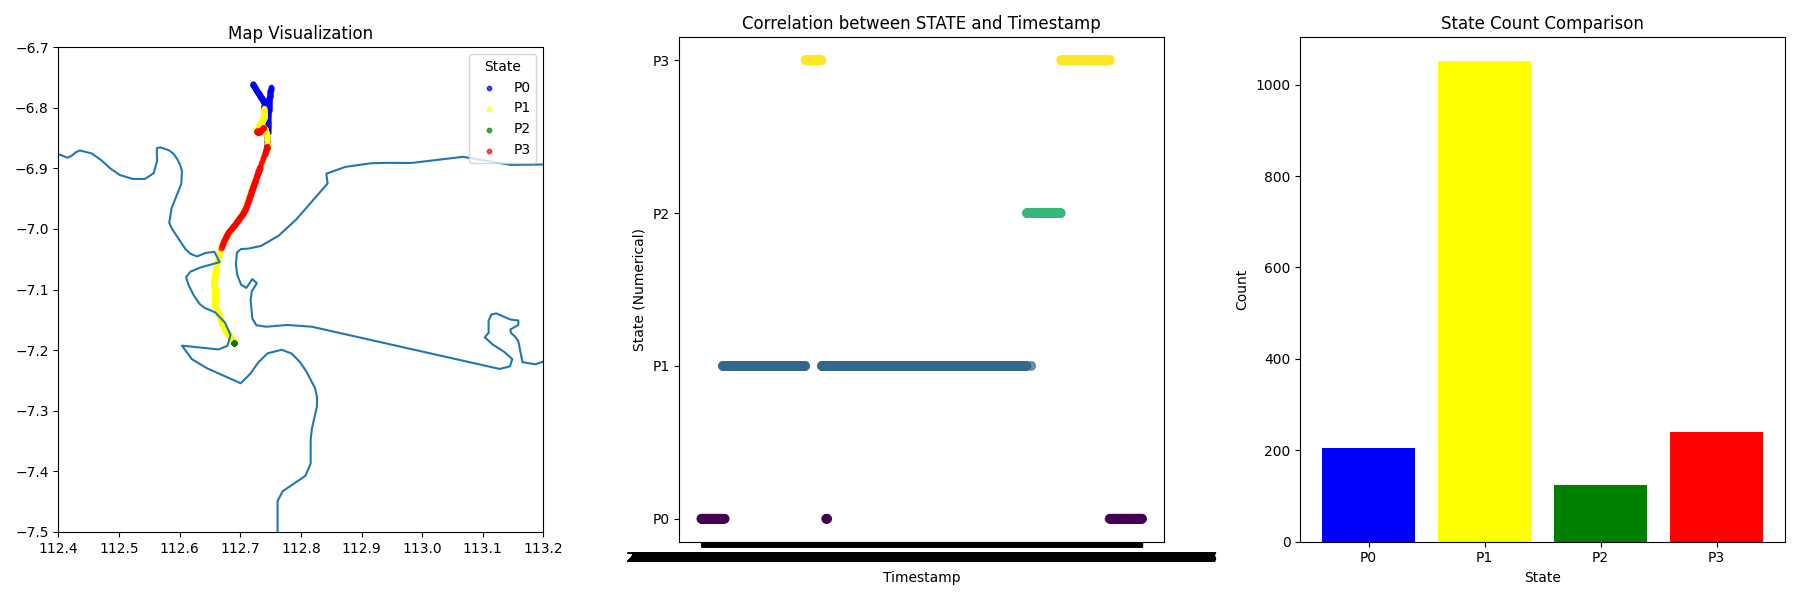 Map Visualization
State
P0
P1
P2
P3
−6.7
−6.8
−6.9
−7.0
−7.1
−7.2
−7.3
−7.4
−7.5
112.4 112.5 112.6 112.7 112.8 112.9 113.0 113.1 113.2
Correlation between STATE and Timestamp
State (Numerical)
P3
P2
P1
P0
Timestamp
State Count Comparison
Count
1000
800
600
400
200
0
P0 P1 P2 P3
State